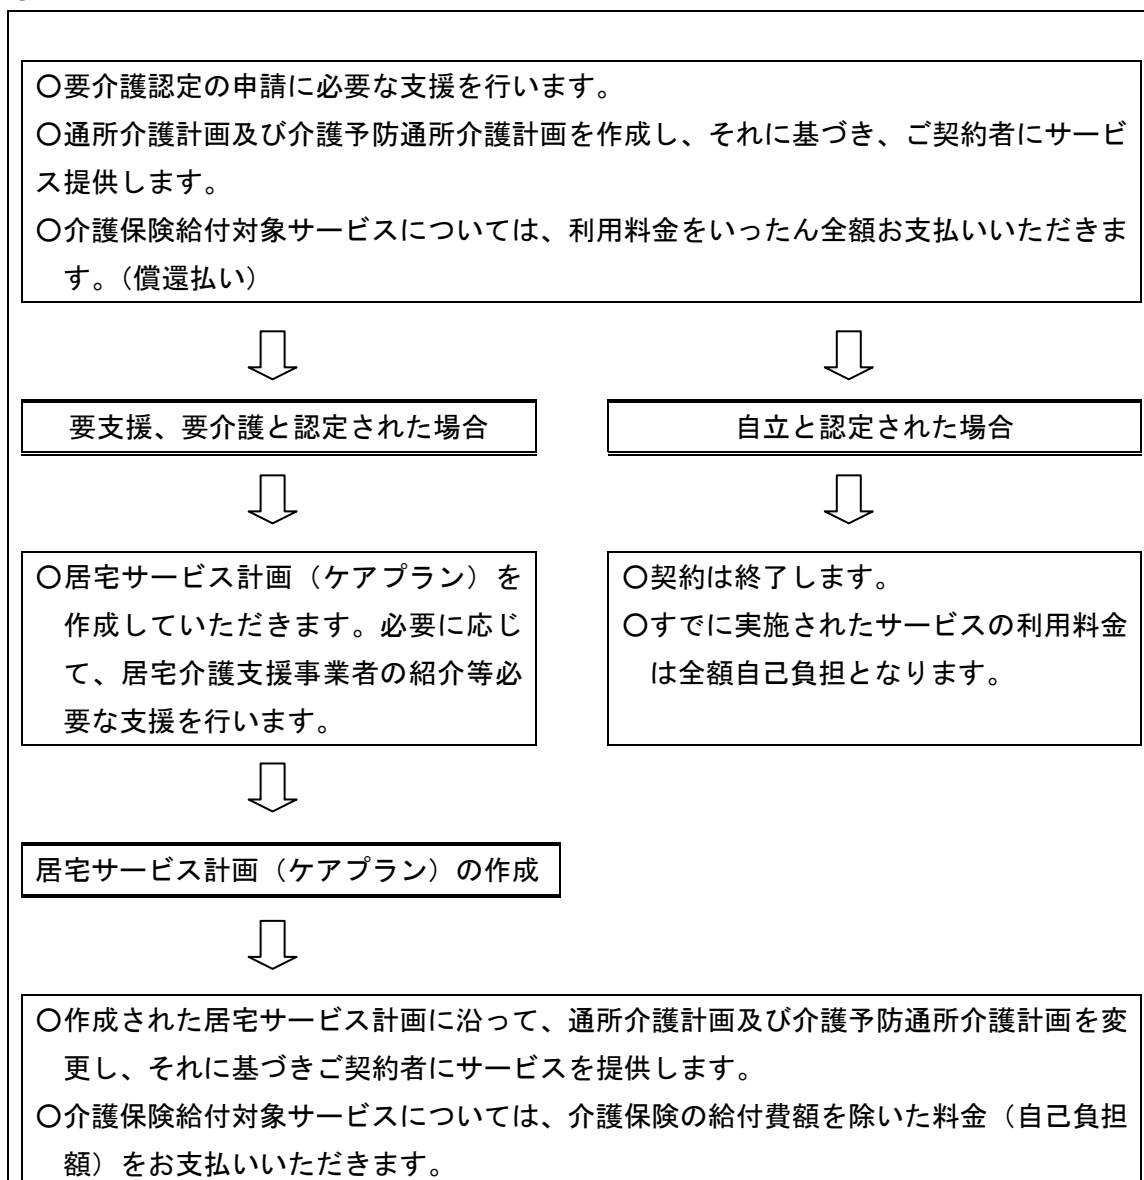 〇要介護認定の申請に必要な支援を行います。
〇通所介護計画及び介護予防通所介護計画を作成し、それに基づき、ご契約者にサービ
ス提供します。
〇介護保険給付対象サービスについては、利用料金をいったん全額お支払いいただきま
す。（償還払い）
要支援、要介護と認定された場合
自立と認定された場合
〇居宅サービス計画（ケアプラン）を
作成していただきます。必要に応じ
て、居宅介護支援事業者の紹介等必
要な支援を行います。
〇契約は終了します。
〇すでに実施されたサービスの利用料金
は全額自己負担となります。
居宅サービス計画（ケアプラン）の作成
〇作成された居宅サービス計画に沿って、通所介護計画及び介護予防通所介護計画を変
更し、それに基づきご契約者にサービスを提供します。
〇介護保険給付対象サービスについては、介護保険の給付費額を除いた料金（自己負担
額）をお支払いいただきます。